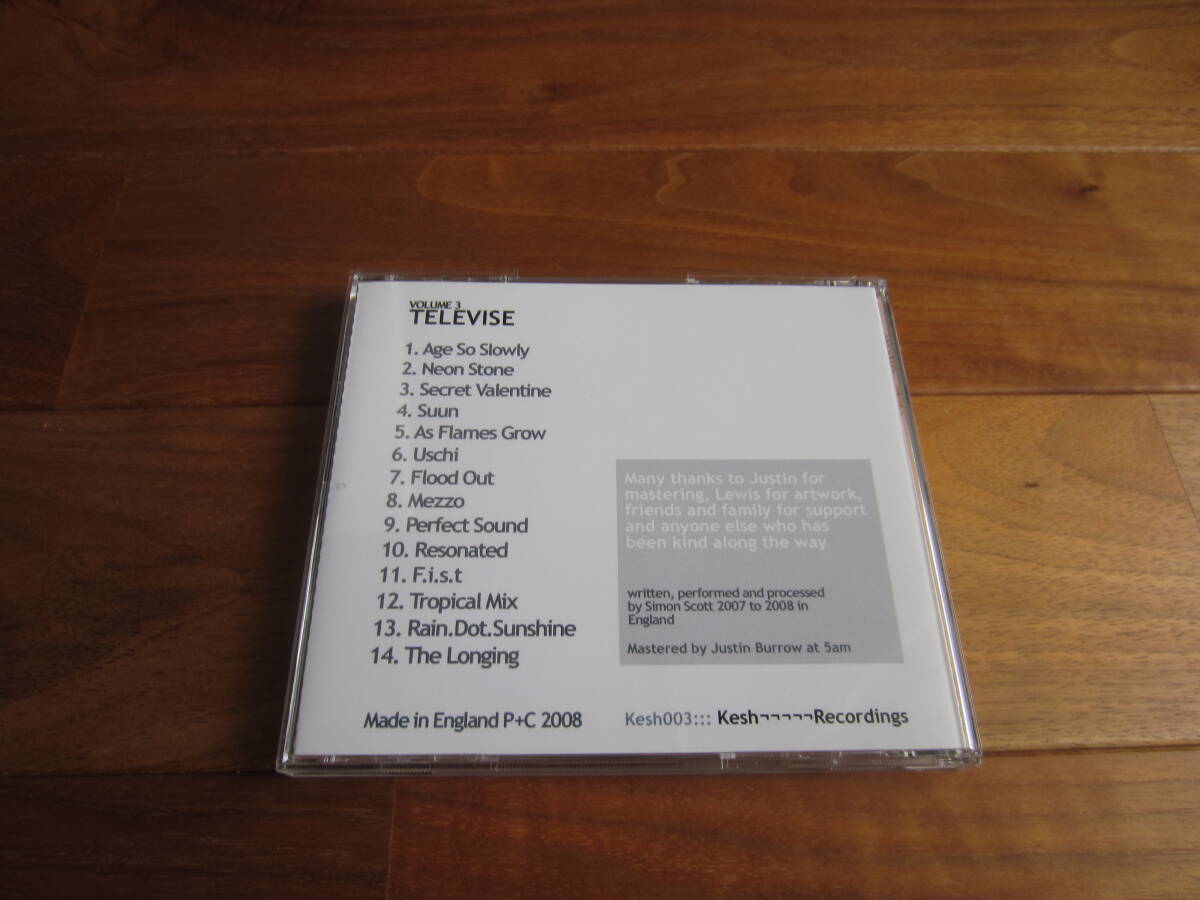 VOLUME 3
TELEVISE
1. Age So Slowly
2. Neon Stone
3. Secret Valentine
4. Suun
5. As Flames Grow
6. Uschi
7. Flood Out
8. Mezzo
9. Perfect Sound
10. Resonated
11. F.i.s.t
12. Tropical Mix
13. Rain.Dot.Sunshine
14. The Longing
Many thanks to Justin for
mastering, Lewis for artwork,
friends and family for support
and anyone else who has
been kind along the way
written, performed and processed
by Simon Scott 2007 to 2008 in
England
Mastered by Justin Burrow at 5am
Made in England P+C 2008
Kesh003::: Kesh¬¬¬¬¬Recordings